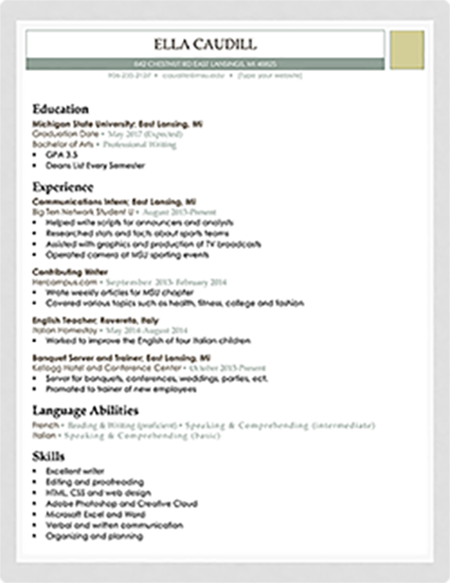 ELLA CAUDILL
642 CHESTNUT RD EAST LANSING, MI 48825
• caudillel@msu.edu • [Type your website]
Education
Michigan State University; East Lansing, MI
Graduation Date • May 2017 (Expected)
Bachelor of Arts • Professional Writing
• GPA 3.5
• Deans List Every Semester
Experience
Communications Intern; East Lansing, MI
Big Ten Network Student U • August 2015-Present
• Helped write scripts for announcers and analysts
• Researched stats and facts about sports teams
• Assisted with graphics and production of TV broadcasts
• Operated camera at MSU sporting events
Contributing Writer
Hercampus.com • September 2013- February 2014
• Wrote weekly articles for MSU chapter
• Covered various topics such as health, fitness, college and fashion
English Teacher; Rovereto, Italy
Italian Homestay • May 2014-August 2014
• Worked to improve the English of four Italian children
Banquet Server and Trainer; East Lansing, MI
Kellogg Hotel and Conference Center • October 2013-Present
• Server for banquets, conferences, weddings, parties, ect.
• Promoted to trainer of new employees
Language Abilities
French • Reading & Writing (proficient) • Speaking & Comprehending (intermediate)
Italian • Speaking & Comprehending (basic)
Skills
• Excellent writer
• Editing and proofreading
• HTML, CSS and web design
• Adobe Photoshop and Creative Cloud
• Microsoft Excel and Word
• Verbal and written communication
• Organizing and planning